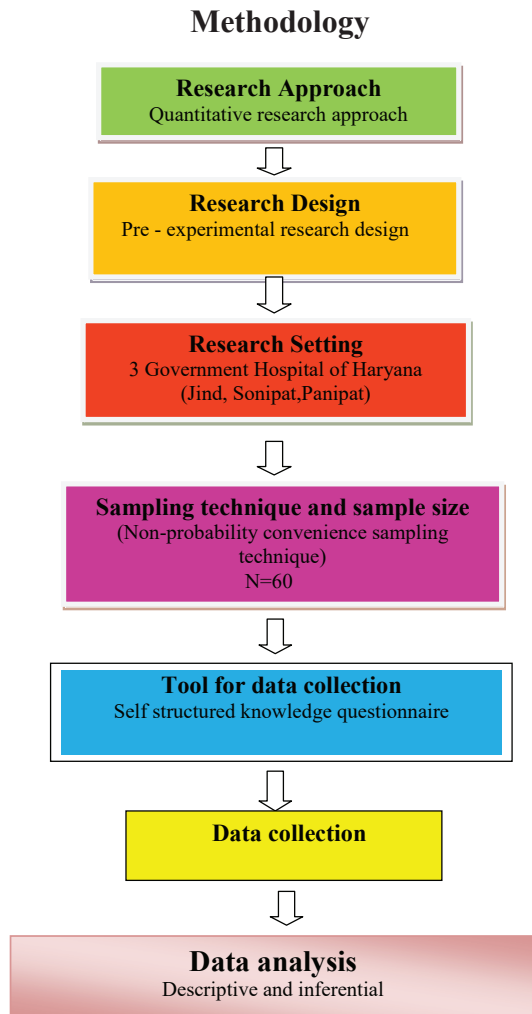 Methodology
Research Approach
Quantitative research approach
Research Design
Pre - experimental research design
Research Setting
3 Government Hospital of Haryana
(Jind, Sonipat,Panipat)
Sampling technique and sample size
(Non-probability convenience sampling
technique)
N=60
Tool for data collection
Self structured knowledge questionnaire
Data collection
Data analysis
Descriptive and inferential